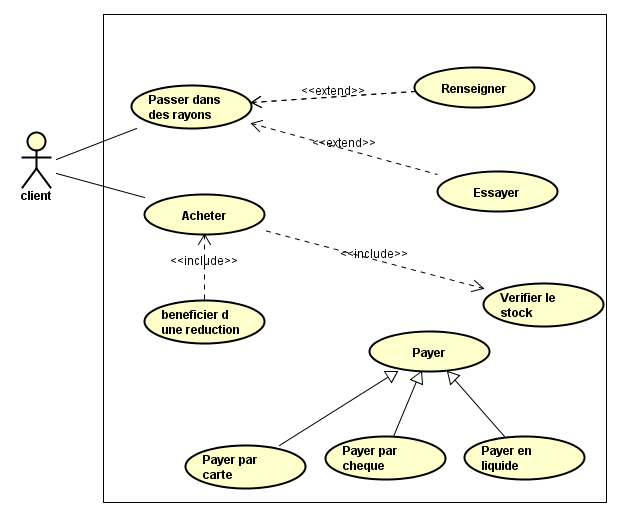 Passer dans
des rayons
<<extend>>
Renseigner
<<extend>>
Essayer
client
Acheter
<<include>>
<<include>>
Verifier le
stock
beneficier d
une reduction
Payer
Payer par
carte
Payer par
cheque
Payer en
liquide